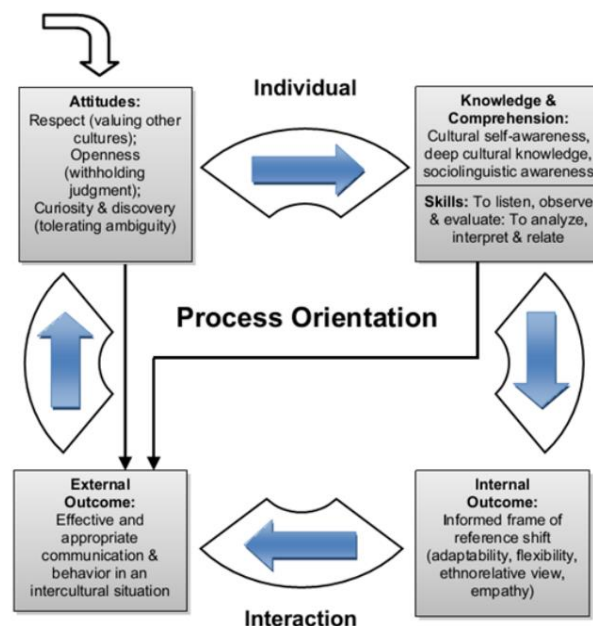 Individual
Attitudes:
Respect (valuing other
cultures);
Openness
(withholding
judgment);
Curiosity & discovery
(tolerating ambiguity)
Knowledge &
Comprehension:
Cultural self-awareness,
deep cultural knowledge,
sociolinguistic awareness
Skills: To listen, observe
& evaluate: To analyze,
interpret & relate
Process Orientation
External
Outcome:
Effective and
appropriate
communication &
behavior in an
intercultural situation
Internal
Outcome:
Informed frame of
reference shift
(adaptability, flexibility,
ethnorelative view,
empathy)
Interaction